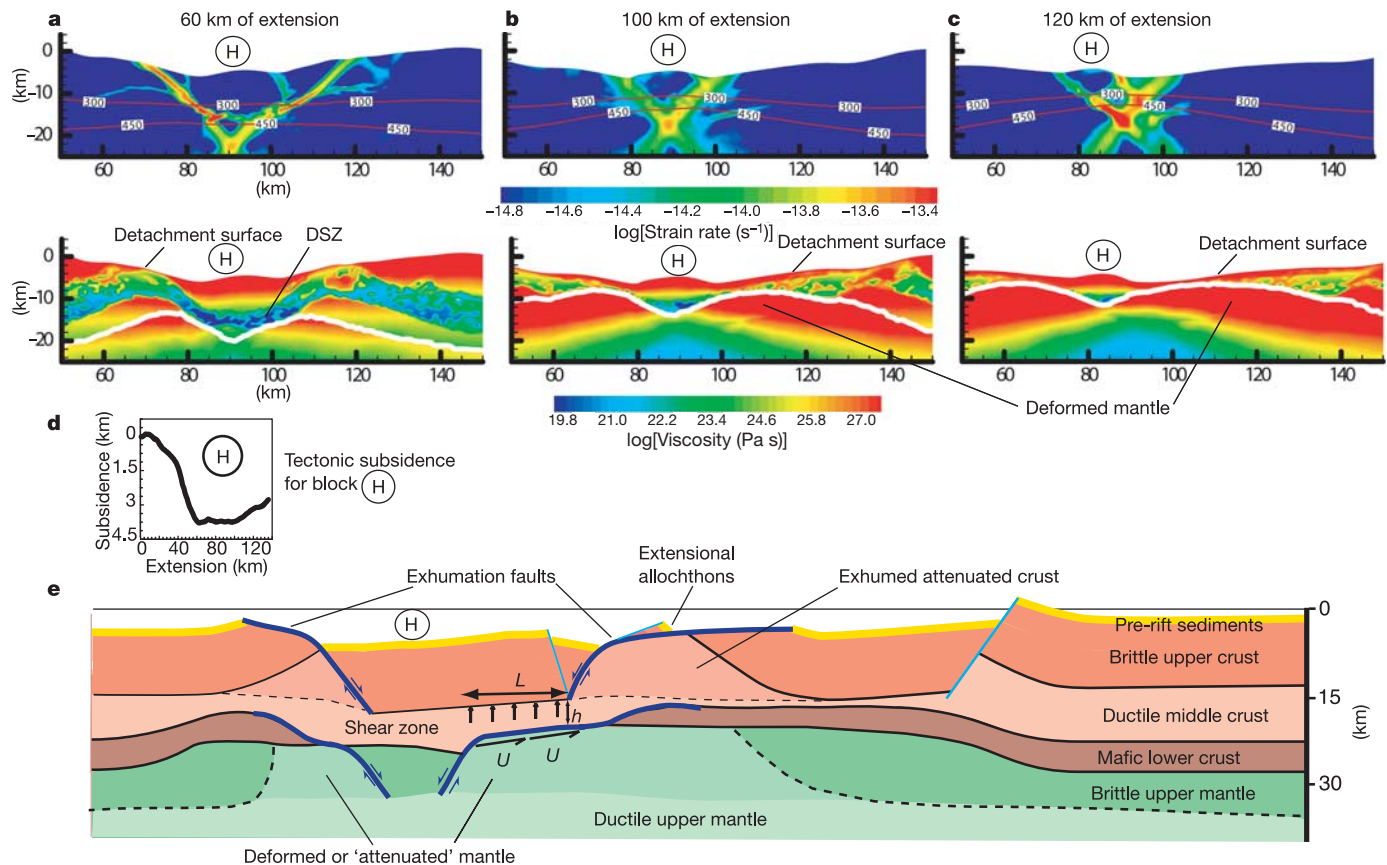 a 60 km of extension
H
b 100 km of extension
H
c 120 km of extension
H
0
−10
−20
(km)
300
300
450
450
60 80 100 120 140
(km)
300
300
450
450
60 80 100 120 140
300
300
450
450
60 80 100 120 140
−14.8 −14.6 −14.4 −14.2 −14.0 −13.8 −13.6 −13.4
log[Strain rate (s⁻¹)]
Detachment surface
H
DSZ
Detachment surface
H
Detachment surface
H
0
−10
−20
(km)
60 80 100 120 140
(km)
60 80 100 120 140
60 80 100 120 140
19.8 21.0 22.2 23.4 24.6 25.8 27.0
log[Viscosity (Pa s)]
Deformed mantle
d
Subsidence (km)
0
1.5
3
4.5
H
0 40 80 120
Extension (km)
Tectonic subsidence
for block H
e
Exhumation faults
Extensional
allochthons
Exhumed attenuated crust
H
0
Pre-rift sediments
Brittle upper crust
L
15
h
Shear zone
Ductile middle crust
(km)
U U
Mafic lower crust
30
Brittle upper mantle
Ductile upper mantle
Deformed or ‘attenuated’ mantle